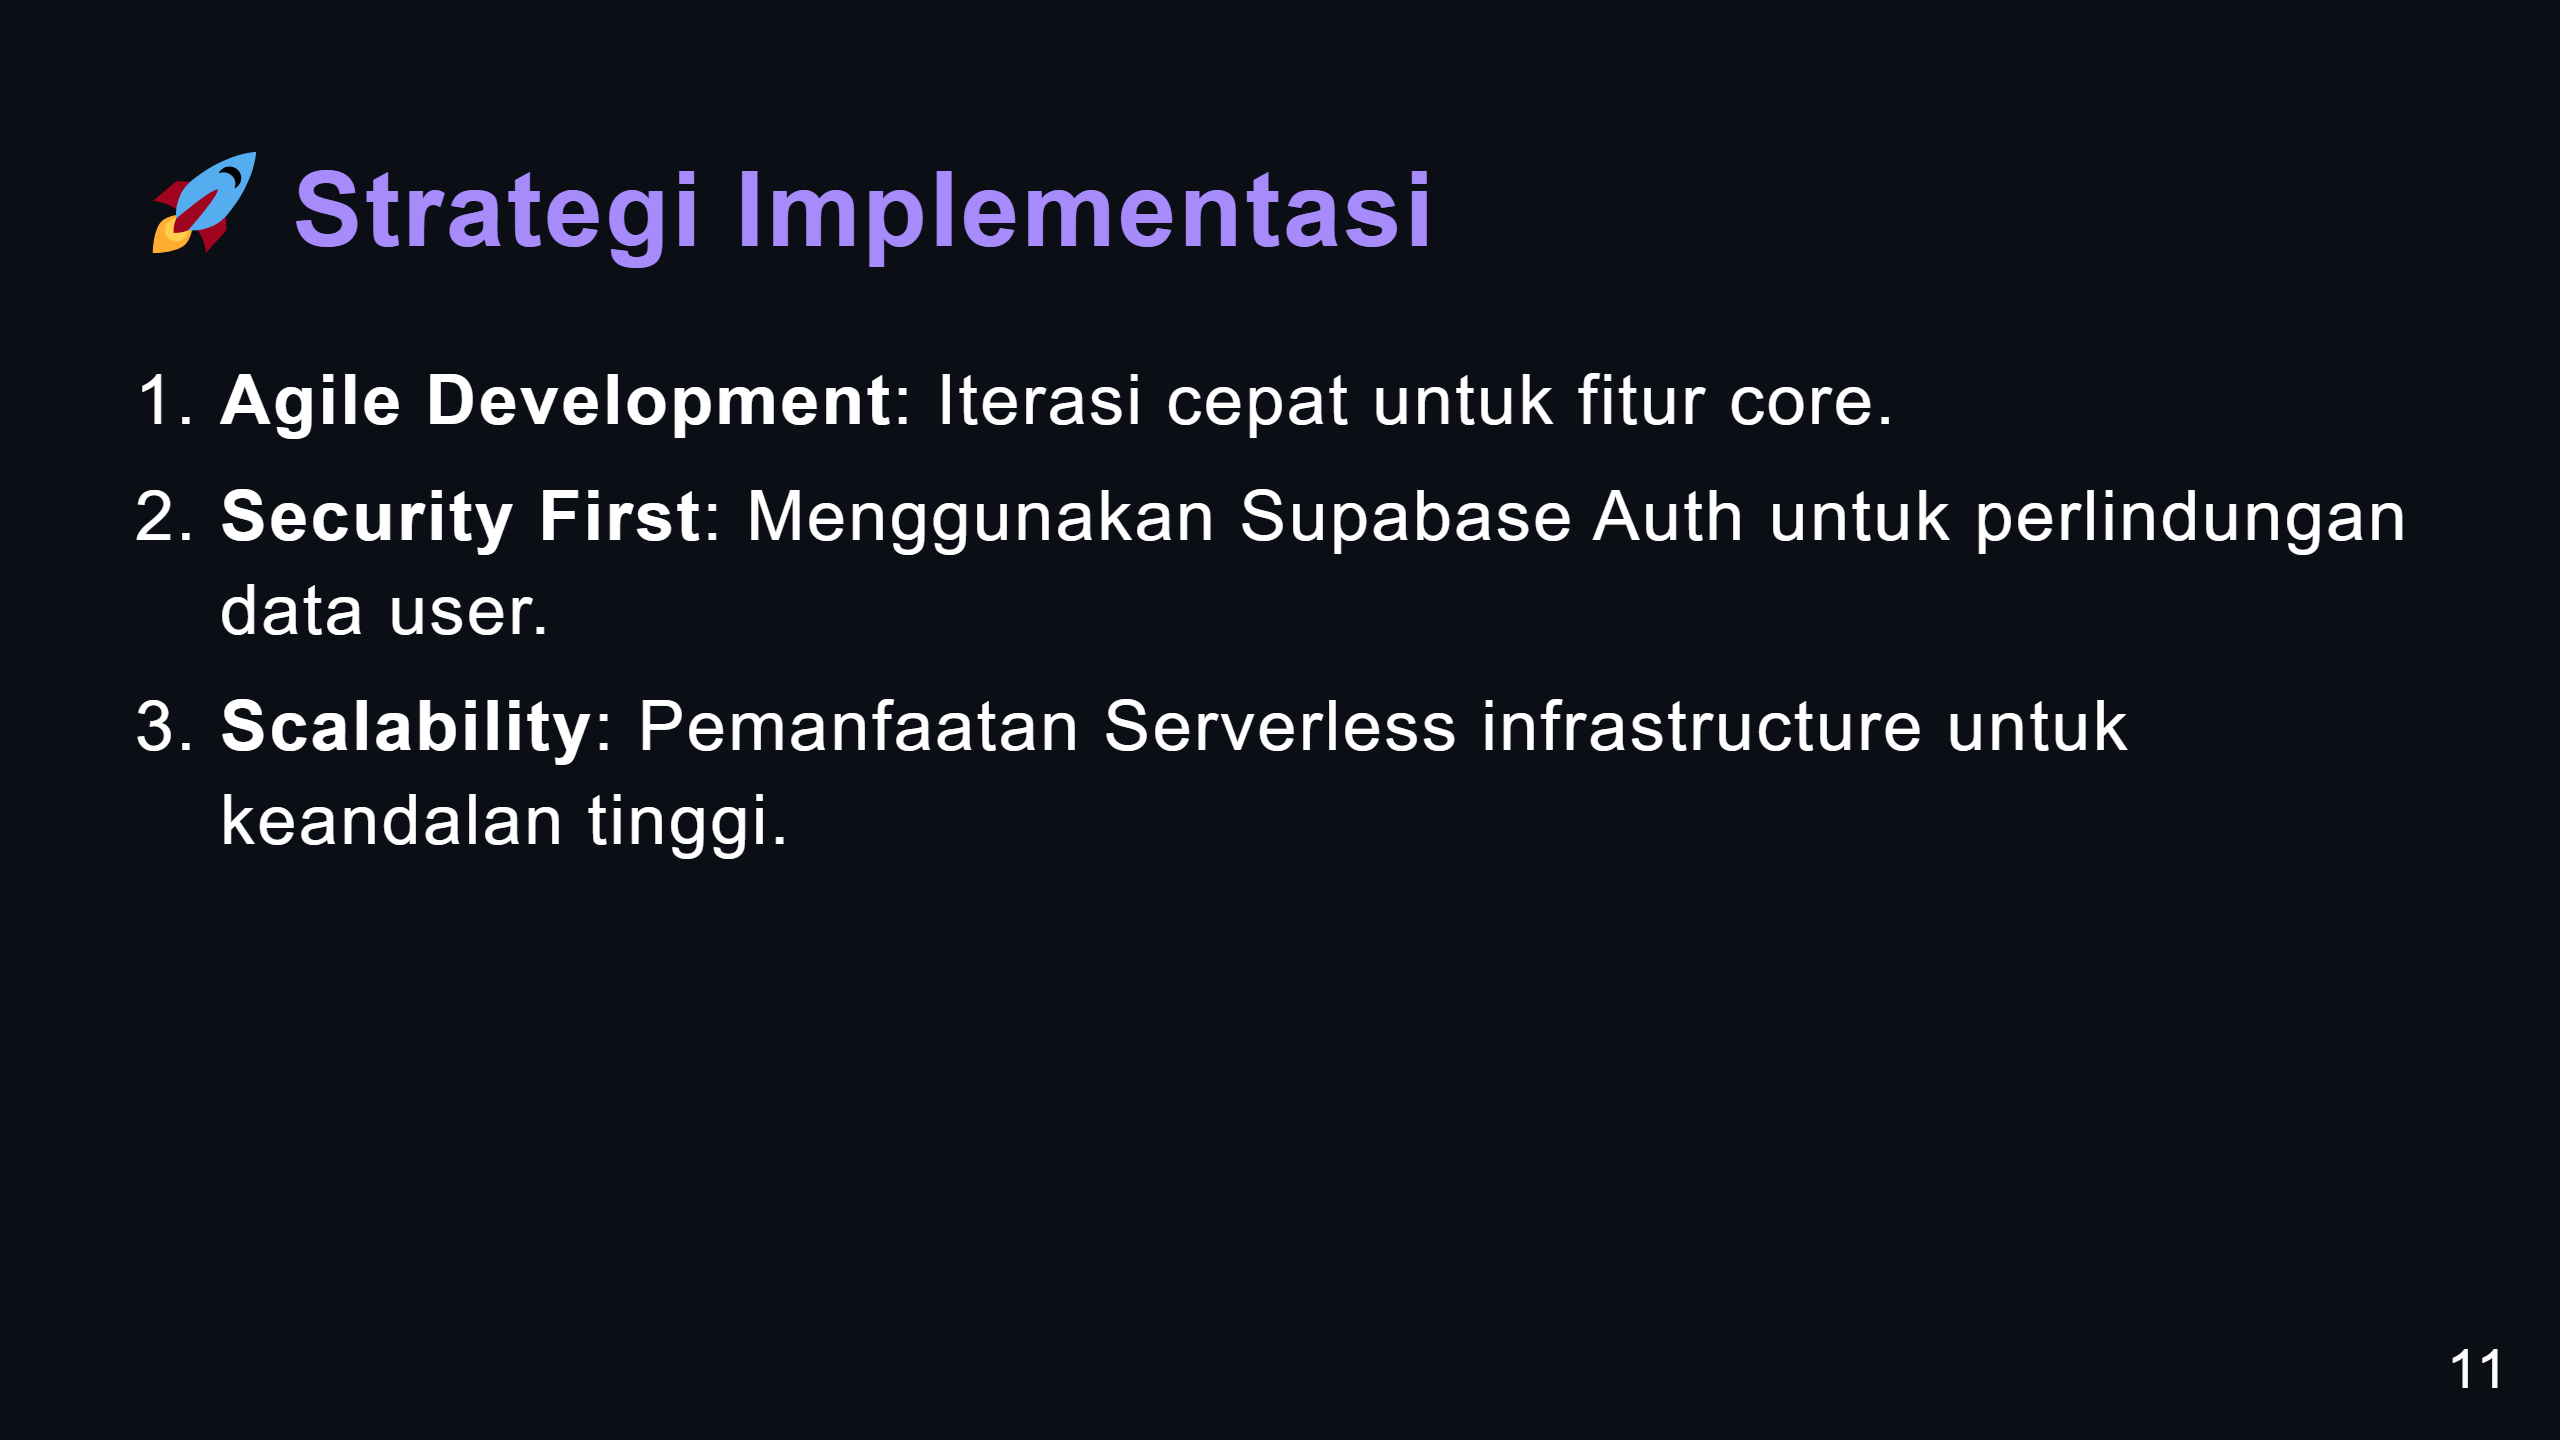 🚀 Strategi Implementasi
1. Agile Development: Iterasi cepat untuk fitur core.
2. Security First: Menggunakan Supabase Auth untuk perlindungan
data user.
3. Scalability: Pemanfaatan Serverless infrastructure untuk
keandalan tinggi.
11